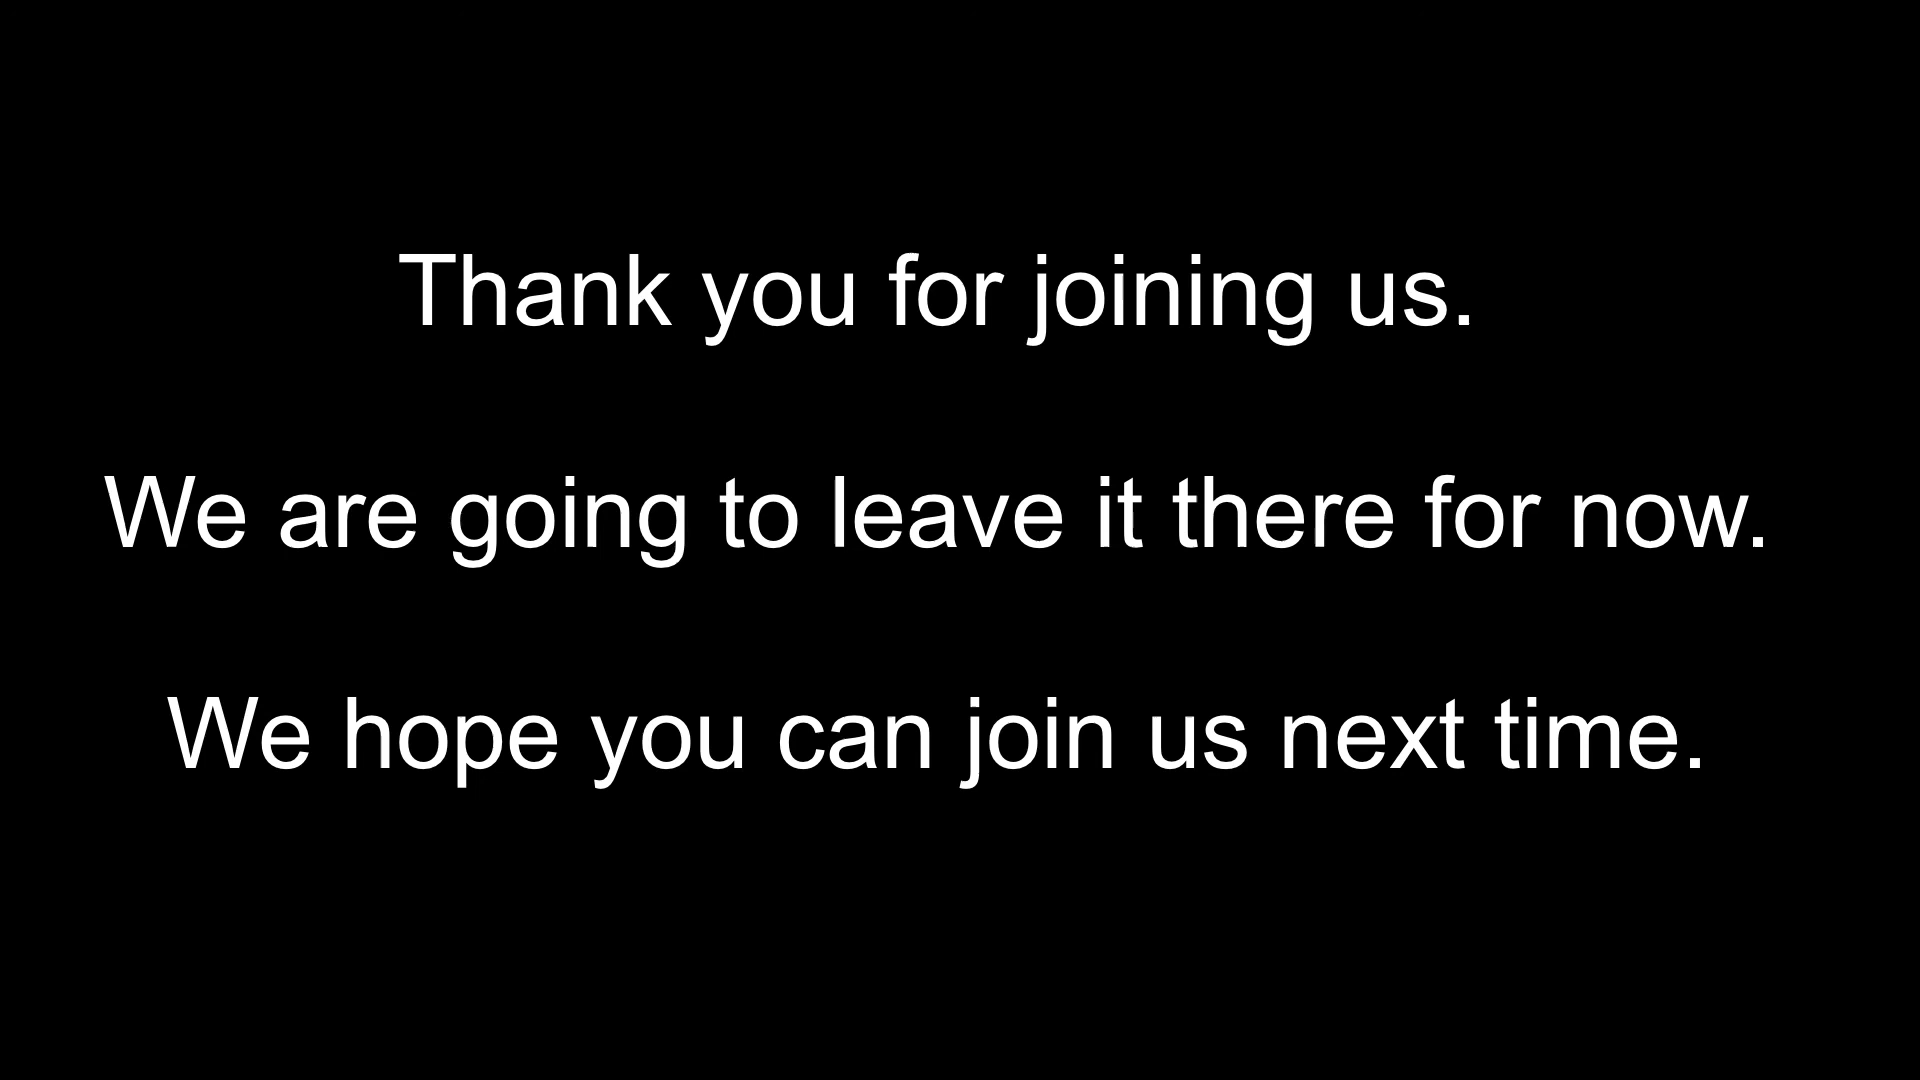 Thank you for joining us.
We are going to leave it there for now.
We hope you can join us next time.